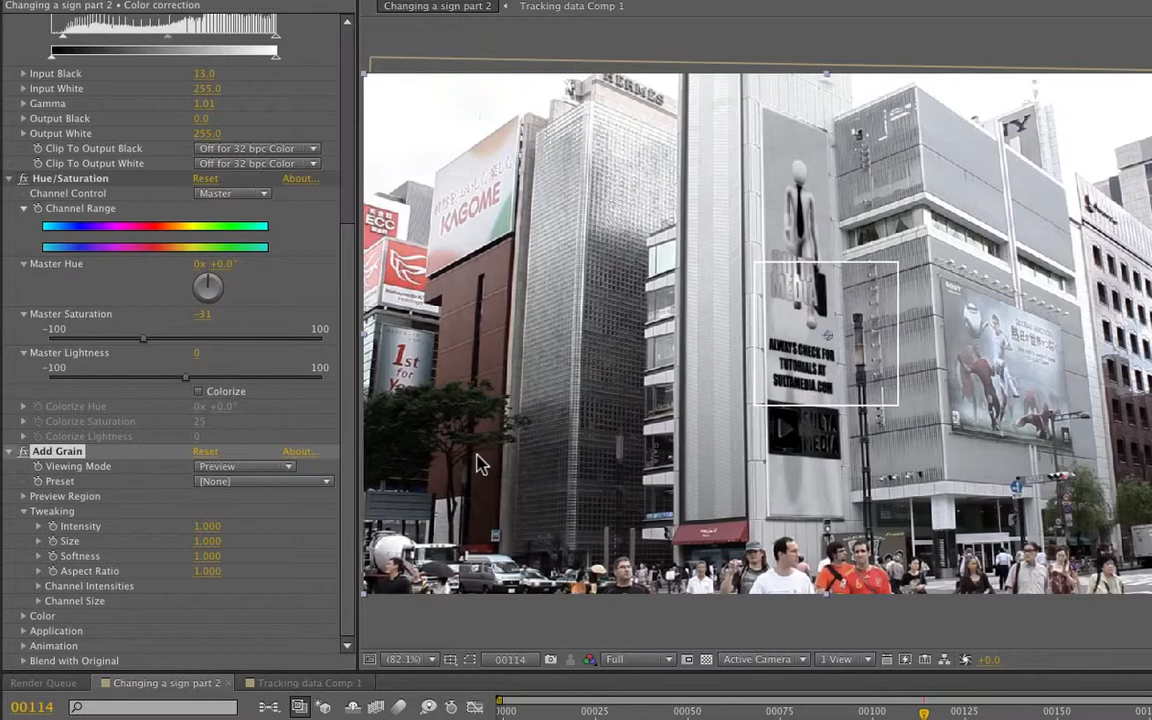 Changing a sign part 2 • Color correction
Changing a sign part 2
Tracking data Comp 1
Input Black 13.0
Input White 255.0
Gamma 1.01
Output Black 0.0
Output White 255.0
Clip To Output Black Off for 32 bpc Color
Clip To Output White Off for 32 bpc Color
fx Hue/Saturation Reset About...
Channel Control Master
Channel Range
Master Hue 0x +0.0°
Master Saturation -31
-100 100
Master Lightness 0
-100 100
Colorize
Colorize Hue 0x +0.0°
Colorize Saturation 25
Colorize Lightness 0
fx Add Grain Reset About...
Viewing Mode Preview
Preset [None]
Preview Region
Tweaking
Intensity 1.000
Size 1.000
Softness 1.000
Aspect Ratio 1.000
Channel Intensities
Channel Size
Color
Application
Animation
Blend with Original
HERMES
KAGOME
ECC
1st
for
ALWAYS CHECK FOR
TUTORIALS AT
SULTAMEDIA.COM
SONY
(82.1%) 00114 Full Active Camera 1 View +0.0
Render Queue Changing a sign part 2 × Tracking data Comp 1
00114
0000 00025 00050 00075 00100 00125 00150